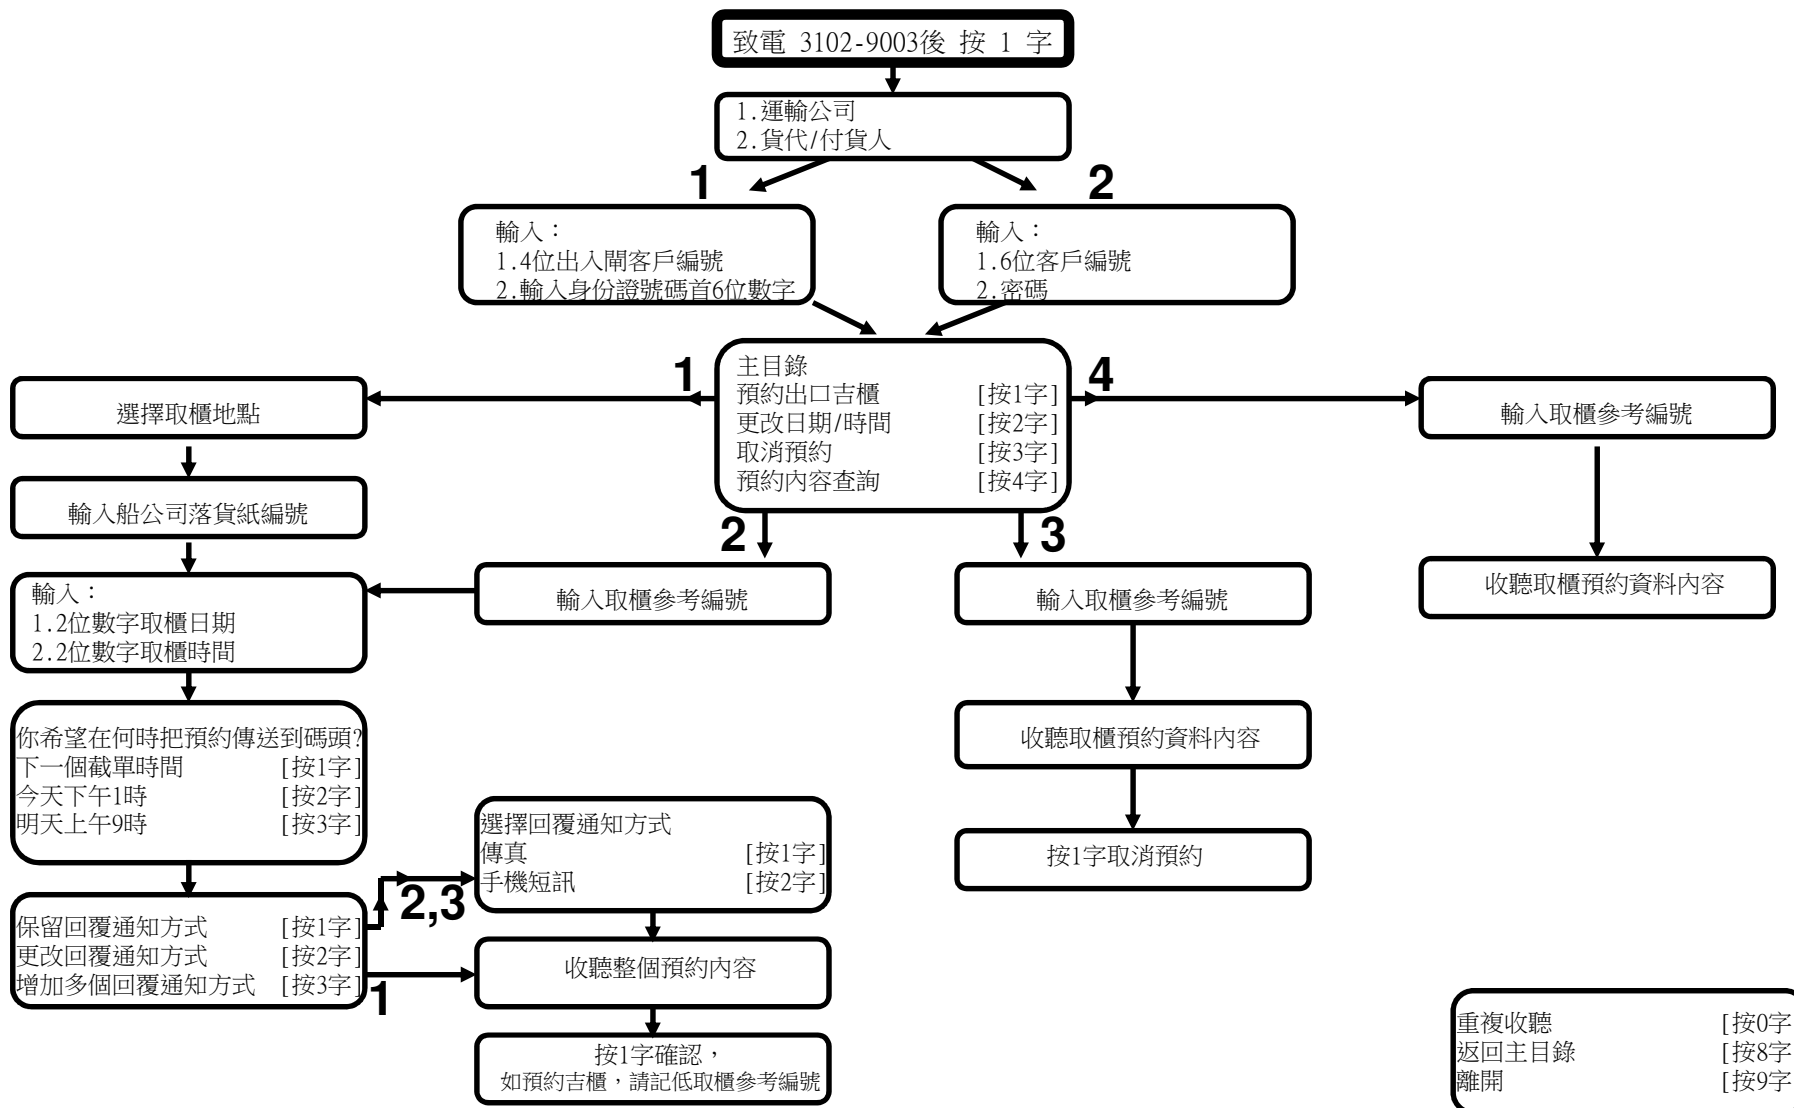 致電 3102-9003後 按 1 字
1.運輸公司
2.貨代/付貨人
1
2
輸入：
1.4位出入閘客戶編號
2.輸入身份證號碼首6位數字
輸入：
1.6位客戶編號
2.密碼
主目錄
預約出口吉櫃 [按1字]
更改日期/時間 [按2字]
取消預約 [按3字]
預約內容查詢 [按4字]
1
4
2
3
選擇取櫃地點
輸入船公司落貨紙編號
輸入：
1.2位數字取櫃日期
2.2位數字取櫃時間
輸入取櫃參考編號
輸入取櫃參考編號
收聽取櫃預約資料內容
按1字取消預約
輸入取櫃參考編號
收聽取櫃預約資料內容
你希望在何時把預約傳送到碼頭?
下一個截單時間 [按1字]
今天下午1時 [按2字]
明天上午9時 [按3字]
保留回覆通知方式 [按1字]
更改回覆通知方式 [按2字]
增加多個回覆通知方式 [按3字]
2,3
1
選擇回覆通知方式
傳真 [按1字]
手機短訊 [按2字]
收聽整個預約內容
按1字確認，
如預約吉櫃，請記低取櫃參考編號
重複收聽 [按0字
返回主目錄 [按8字
離開 [按9字